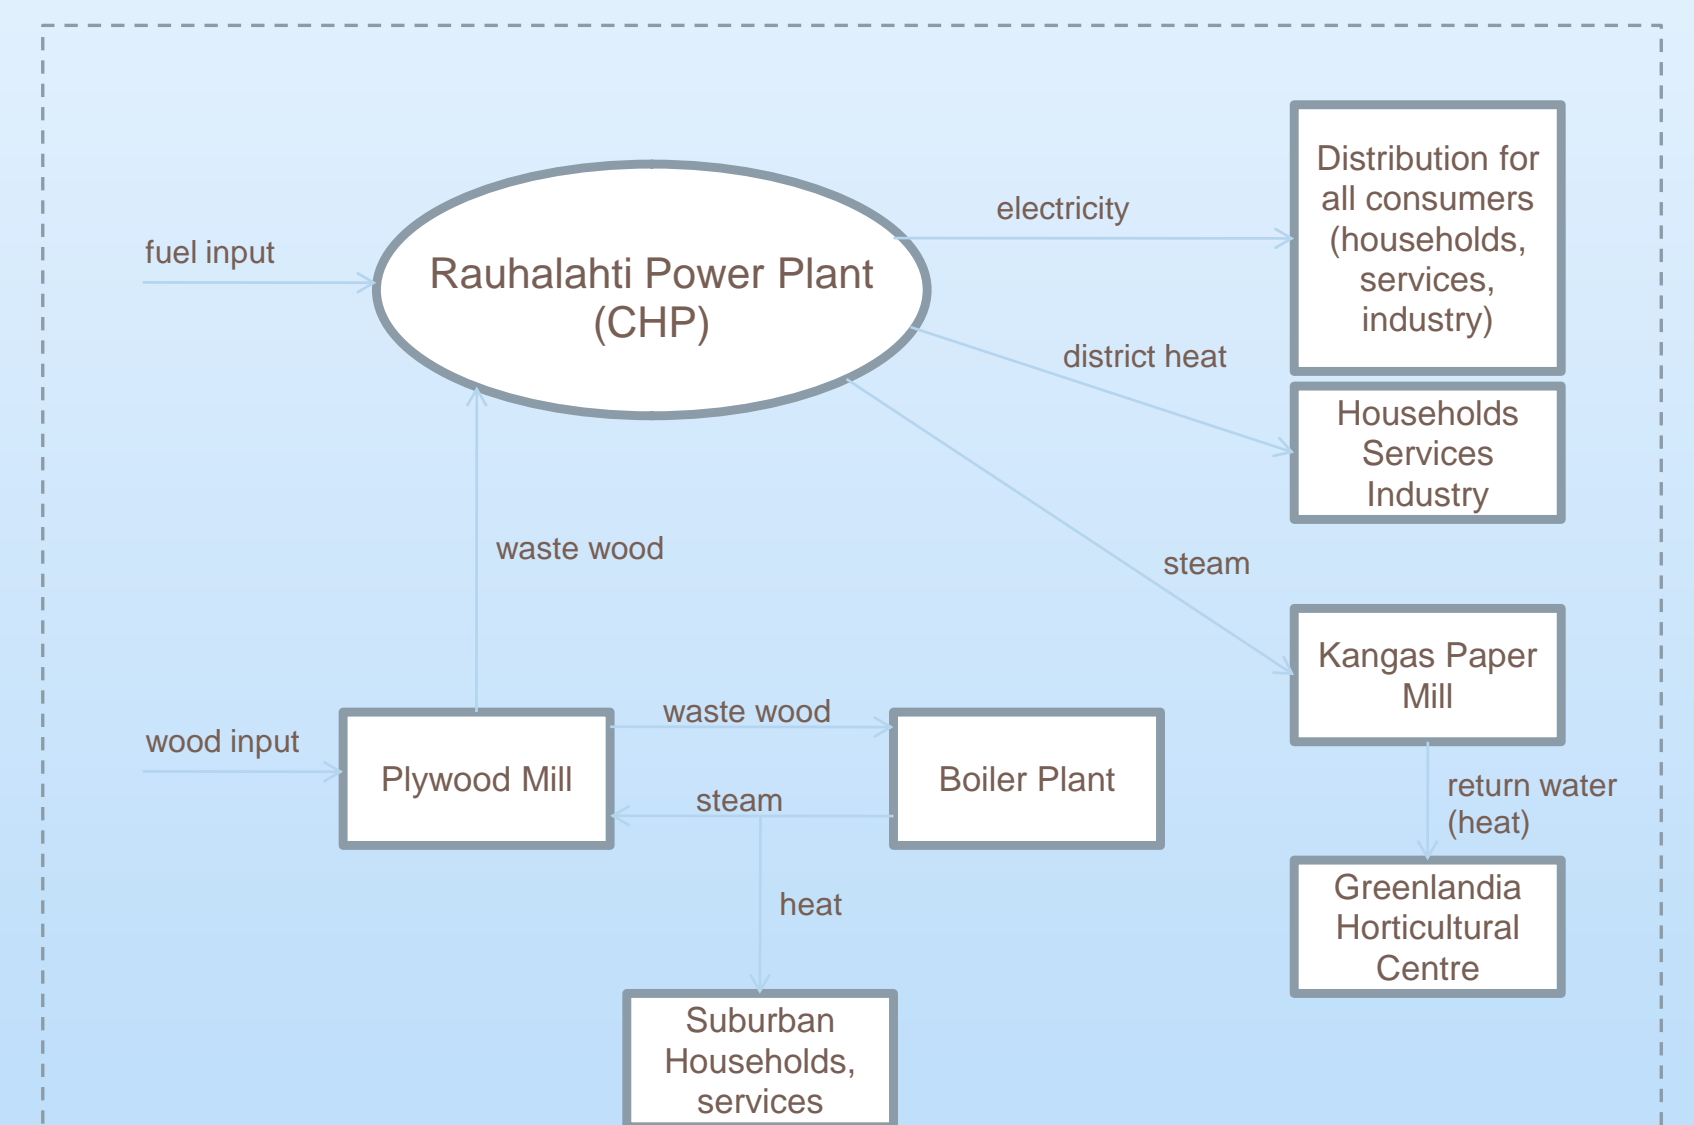 fuel input
Rauhalahti Power Plant
(CHP)
electricity
Distribution for
all consumers
(households,
services,
industry)
district heat
Households
Services
Industry
waste wood
steam
Kangas Paper
Mill
wood input
Plywood Mill
waste wood
steam
Boiler Plant
return water
(heat)
heat
Greenlandia
Horticultural
Centre
Suburban
Households,
services